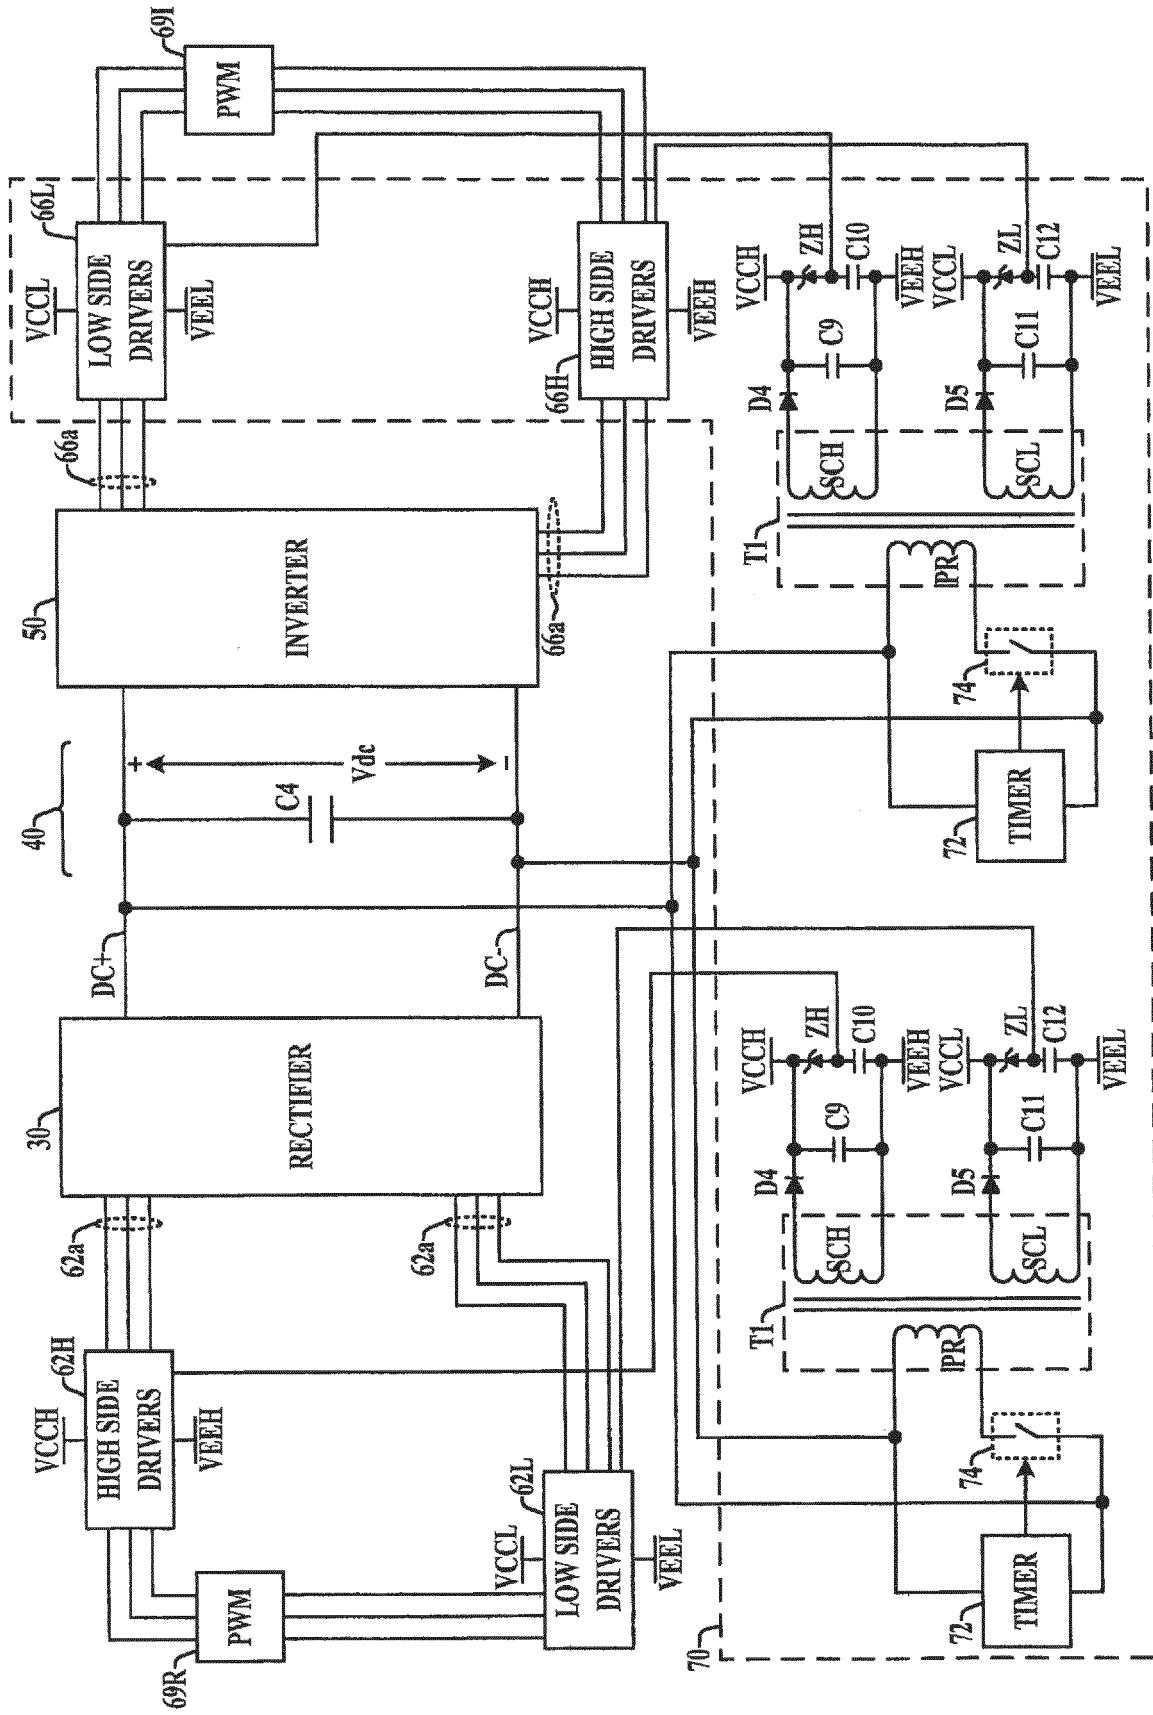 69I
PWM
66L
VCCL
LOW SIDE
DRIVERS
VEEL
VCCH
HIGH SIDE
DRIVERS
VEEH
66H
66a
66a
50
INVERTER
40
+
Vdc
-
C4
DC+
DC-
30
RECTIFIER
62a
62a
62H
VCCH
HIGH SIDE
DRIVERS
VEEH
62L
VCCL
LOW SIDE
DRIVERS
VEEL
PWM
69R
70
VCCH
ZH
C10
VEEH
VCCL
ZL
C12
VEEL
D4
C9
D5
C11
SCH
SCL
T1
PR
74
72
TIMER
VCCH
ZH
C10
VEEH
VCCL
ZL
C12
VEEL
D4
C9
D5
C11
SCH
SCL
T1
PR
74
72
TIMER